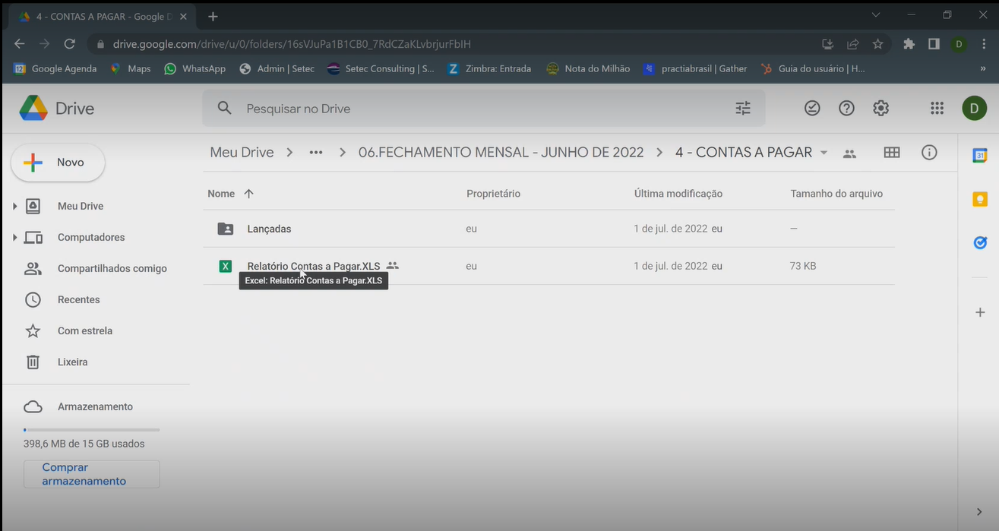 4 - CONTAS A PAGAR - Google D
drive.google.com/drive/u/0/folders/16sVJuPa1B1CB0_7RdCZaKLvbrjurFbIH
D
12 Google Agenda Maps WhatsApp Admin | Setec Setec Consulting | S... Z Zimbra: Entrada Nota do Milhão practiabrasil | Gather Guia do usuário | H... »
Drive
Pesquisar no Drive
D
Novo
Meu Drive
Computadores
Compartilhados comigo
Recentes
Com estrela
Lixeira
Armazenamento
398,6 MB de 15 GB usados
Comprar
armazenamento
Meu Drive > ... > 06.FECHAMENTO MENSAL - JUNHO DE 2022 > 4 - CONTAS A PAGAR
Nome Proprietário Última modificação Tamanho do arquivo
Lançadas eu 1 de jul. de 2022 eu —
X Relatório Contas a Pagar.XLS eu 1 de jul. de 2022 eu 73 KB
Excel: Relatório Contas a Pagar.XLS
31